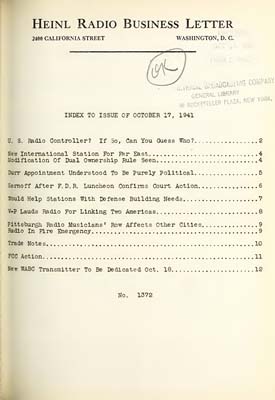 HEINL RADIO BUSINESS LETTER
2400 CALIFORNIA STREET WASHINGTON, D. C.
OK
NATIONAL BROADCASTING COMPANY
GENERAL LIBRARY
30 ROCKEFELLER PLAZA, NEW YORK,
INDEX TO ISSUE OF OCTOBER 17, 1941
U. S. Radio Controller? If So, Can You Guess Who?..........2
New International Station For Far East..........4
Modification Of Dual Ownership Rule Seen..........4
Durr Appointment Understood To Be Purely Political..........5
Sarnoff After F.D.R. Luncheon Confirms Court Action..........6
Would Help Stations With Defense Building Needs..........7
V-P Lauds Radio For Linking Two Americas..........8
Pittsburgh Radio Musicians' Row Affects Other Cities..........9
Radio In Fire Emergency..........9
Trade Notes..........10
FCC Action..........11
New WABC Transmitter To Be Dedicated Oct. 18..........12
No. 1372